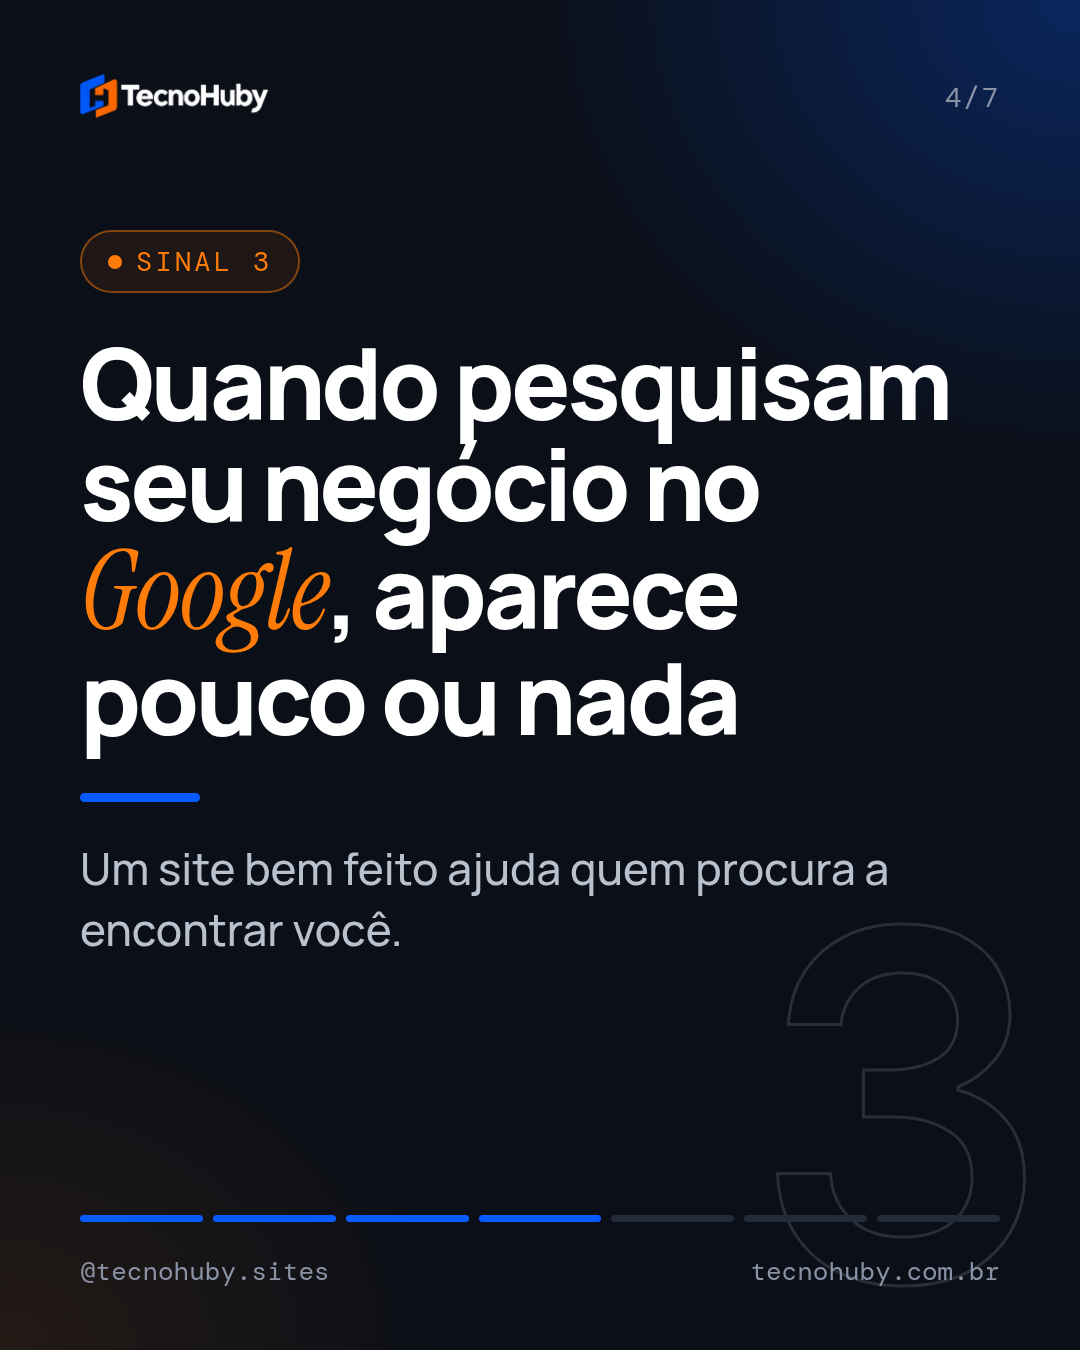 TecnoHuby
4/7
SINAL 3
Quando pesquisam
seu negócio no
Google, aparece
pouco ou nada
Um site bem feito ajuda quem procura a
encontrar você.
3
@tecnohuby.sites
tecnohuby.com.br